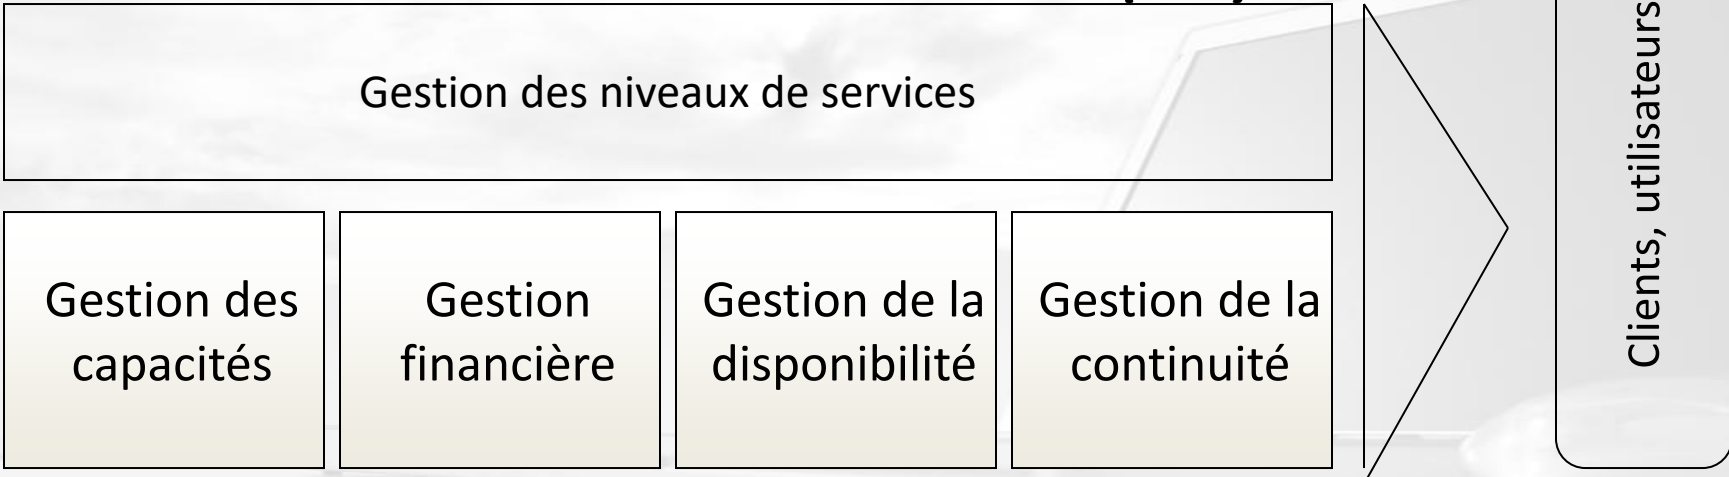 Gestion des niveaux de services
Gestion des
capacités
Gestion
financière
Gestion de la
disponibilité
Gestion de la
continuité
Clients, utilisateurs